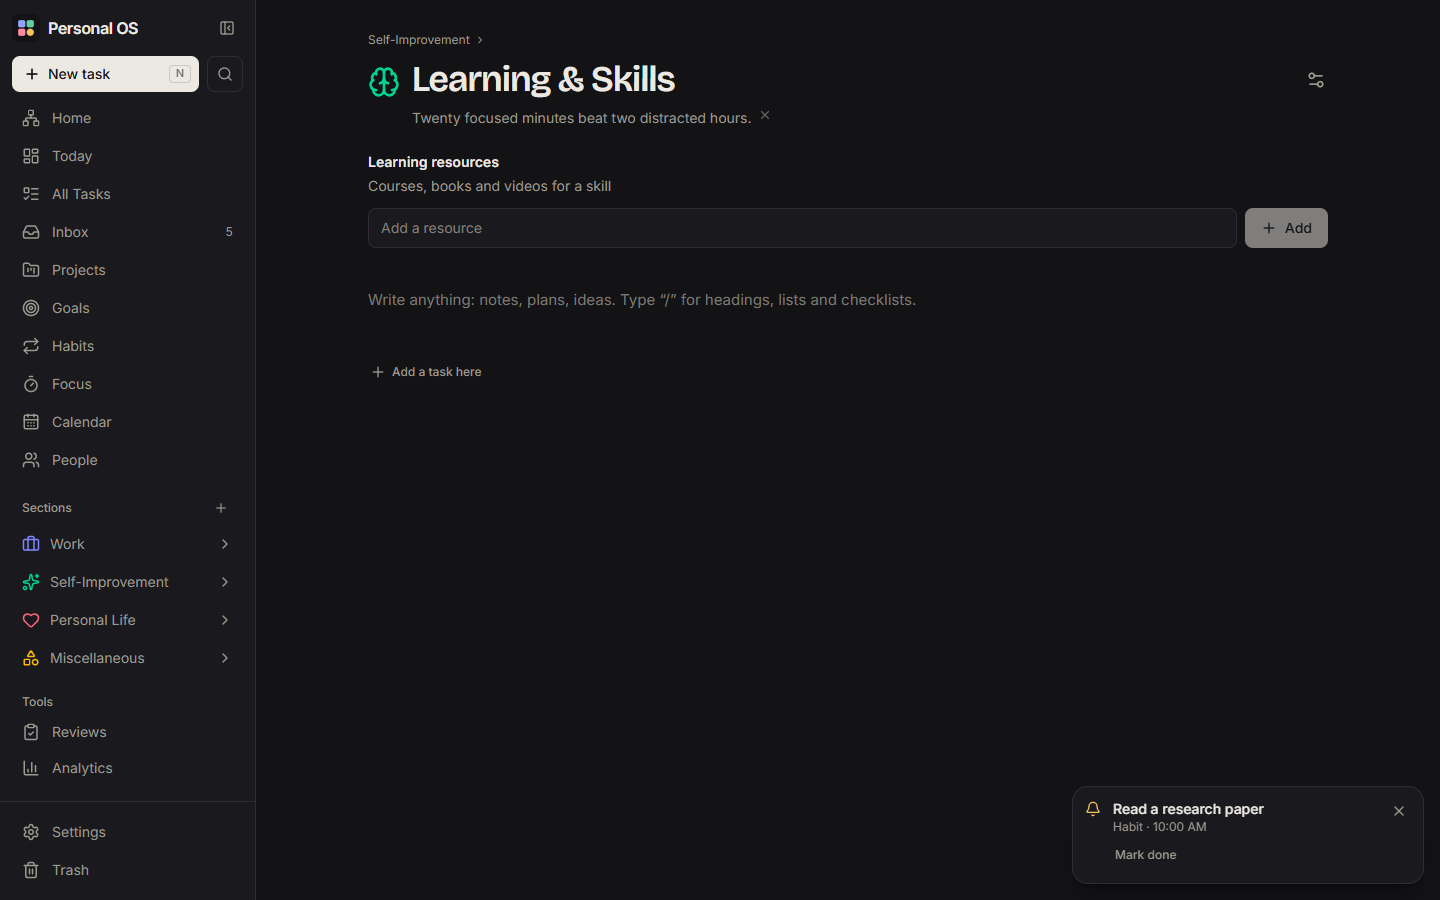 Personal OS
New task N
Home
Today
All Tasks
Inbox 5
Projects
Goals
Habits
Focus
Calendar
People
Sections
Work
Self-Improvement
Personal Life
Miscellaneous
Tools
Reviews
Analytics
Settings
Trash
Self-Improvement
Learning & Skills
Twenty focused minutes beat two distracted hours.
Learning resources
Courses, books and videos for a skill
Add a resource
Add
Write anything: notes, plans, ideas. Type “/” for headings, lists and checklists.
Add a task here
Read a research paper
Habit · 10:00 AM
Mark done